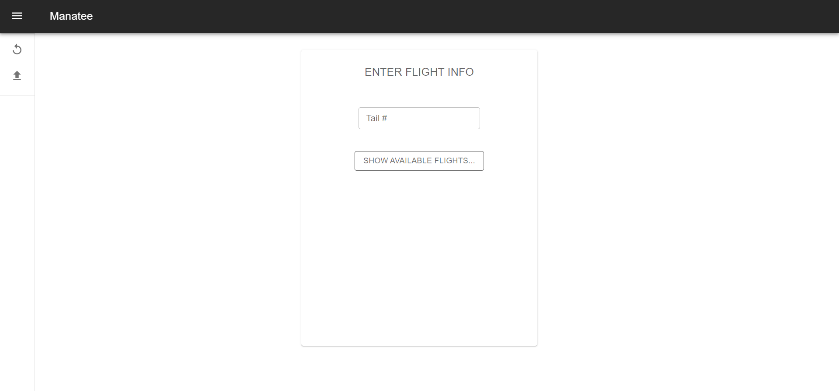 Manatee
ENTER FLIGHT INFO
Tail #
SHOW AVAILABLE FLIGHTS...